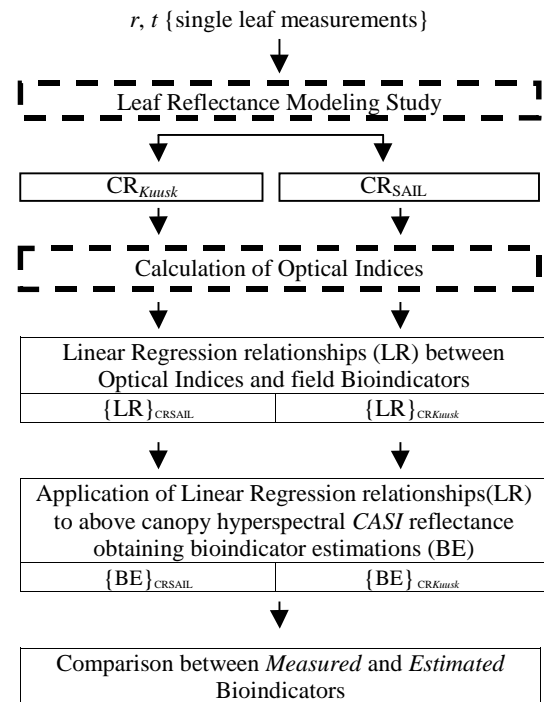 r, t {single leaf measurements}
Leaf Reflectance Modeling Study
CRKuusk
CRSAIL
Calculation of Optical Indices
Linear Regression relationships (LR) between
Optical Indices and field Bioindicators
{LR}CRSAIL
{LR}CRKuusk
Application of Linear Regression relationships(LR)
to above canopy hyperspectral CASI reflectance
obtaining bioindicator estimations (BE)
{BE}CRSAIL
{BE}CRKuusk
Comparison between Measured and Estimated
Bioindicators